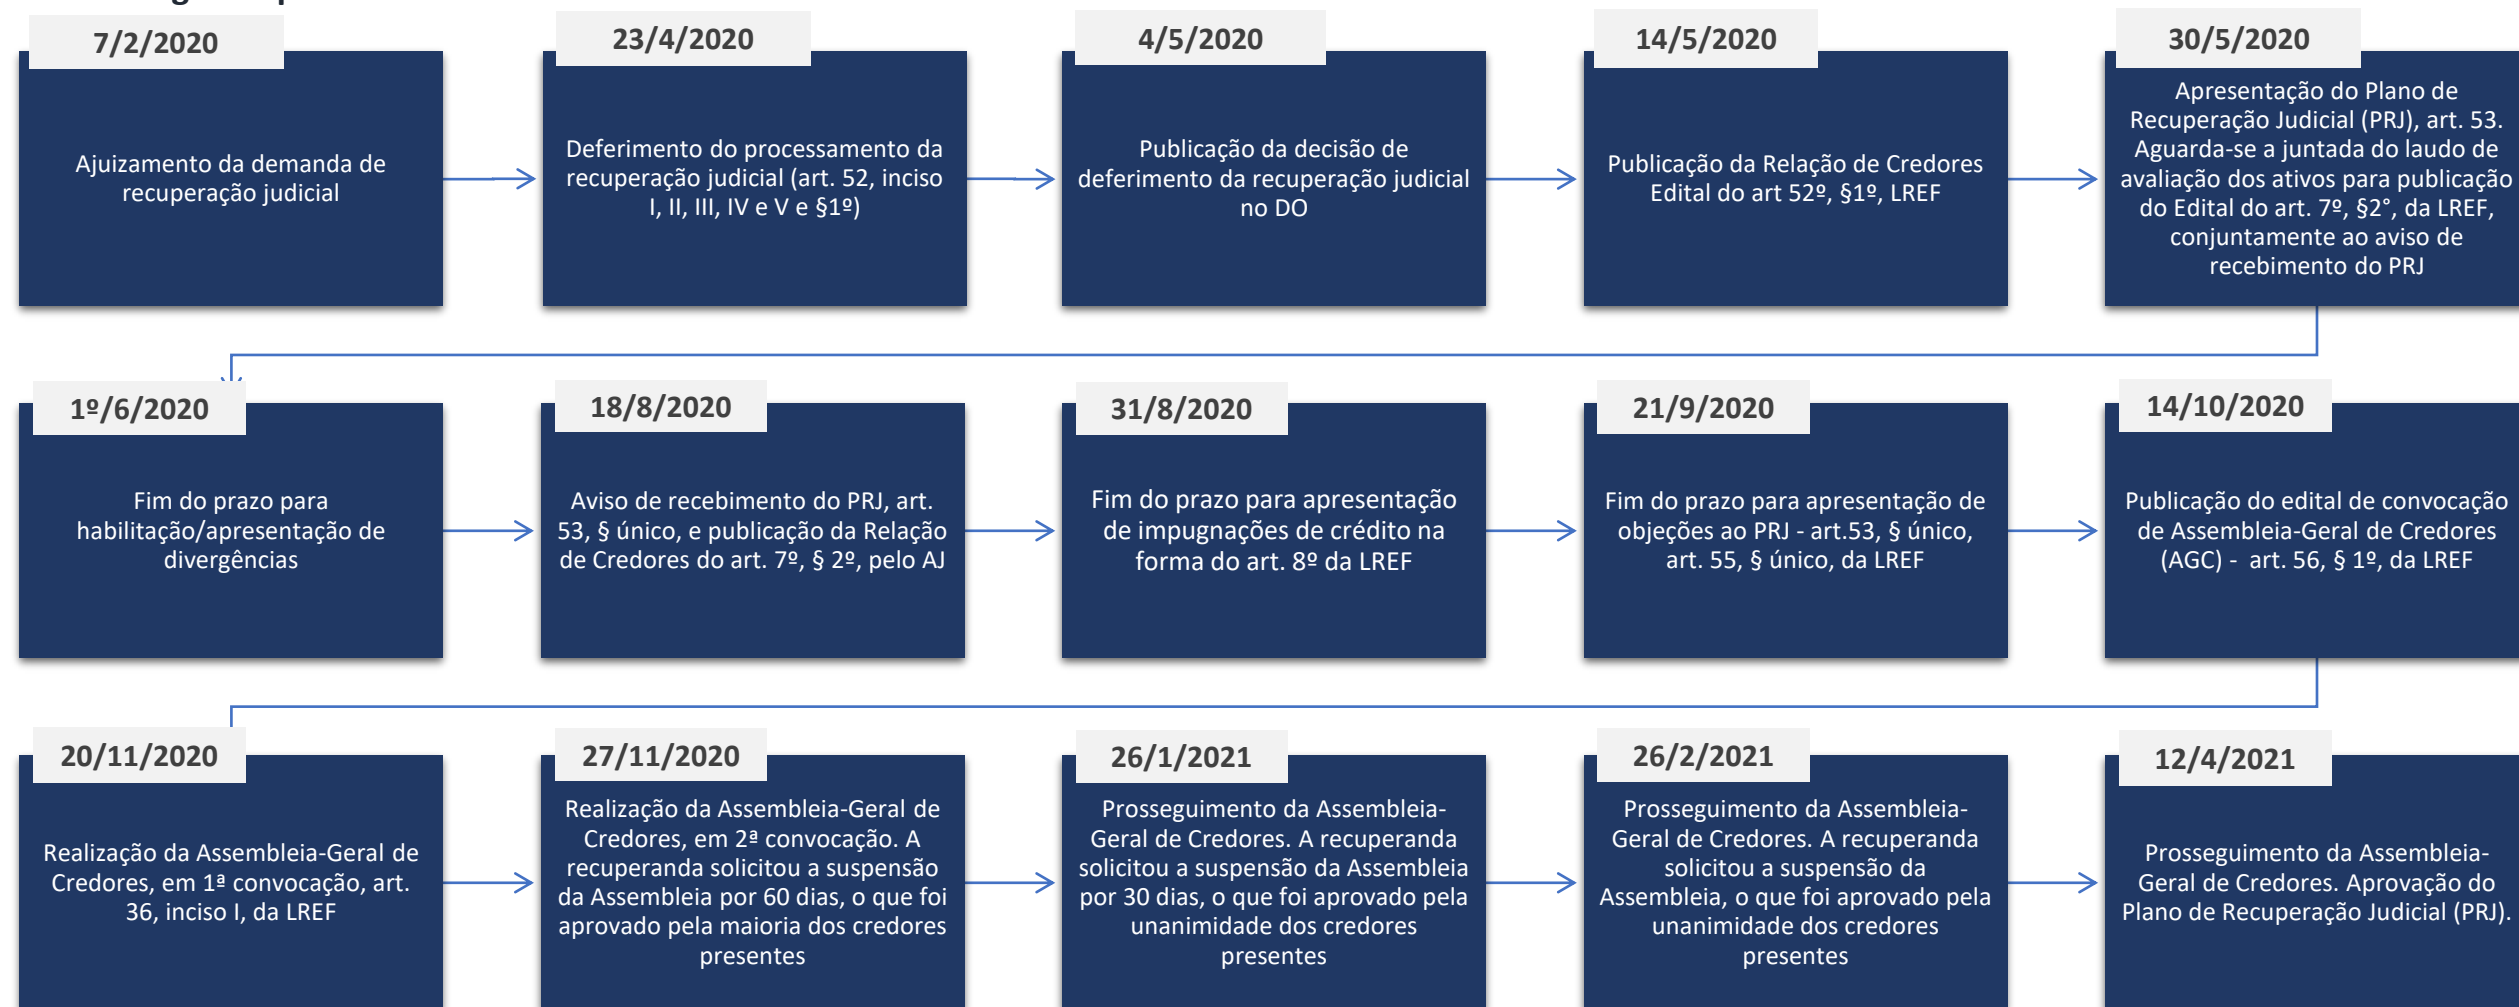 7/2/2020
Ajuizamento da demanda de
recuperação judicial
23/4/2020
Deferimento do processamento da
recuperação judicial (art. 52, inciso
I, II, III, IV e V e §1º)
4/5/2020
Publicação da decisão de
deferimento da recuperação judicial
no DO
14/5/2020
Publicação da Relação de Credores
Edital do art 52º, §1º, LREF
30/5/2020
Apresentação do Plano de
Recuperação Judicial (PRJ), art. 53.
Aguarda-se a juntada do laudo de
avaliação dos ativos para publicação
do Edital do art. 7º, §2°, da LREF,
conjuntamente ao aviso de
recebimento do PRJ
1º/6/2020
Fim do prazo para
habilitação/apresentação de
divergências
18/8/2020
Aviso de recebimento do PRJ, art.
53, § único, e publicação da Relação
de Credores do art. 7º, § 2º, pelo AJ
31/8/2020
Fim do prazo para apresentação
de impugnações de crédito na
forma do art. 8º da LREF
21/9/2020
Fim do prazo para apresentação de
objeções ao PRJ - art.53, § único,
art. 55, § único, da LREF
14/10/2020
Publicação do edital de convocação
de Assembleia-Geral de Credores
(AGC) -  art. 56, § 1º, da LREF
20/11/2020
Realização da Assembleia-Geral de
Credores, em 1ª convocação, art.
36, inciso I, da LREF
27/11/2020
Realização da Assembleia-Geral de
Credores, em 2ª convocação. A
recuperanda solicitou a suspensão
da Assembleia por 60 dias, o que foi
aprovado pela maioria dos credores
presentes
26/1/2021
Prosseguimento da Assembleia-
Geral de Credores. A recuperanda
solicitou a suspensão da Assembleia
por 30 dias, o que foi aprovado pela
unanimidade dos credores
presentes
26/2/2021
Prosseguimento da Assembleia-
Geral de Credores. A recuperanda
solicitou a suspensão da
Assembleia, o que foi aprovado pela
unanimidade dos credores
presentes
12/4/2021
Prosseguimento da Assembleia-
Geral de Credores. Aprovação do
Plano de Recuperação Judicial (PRJ).